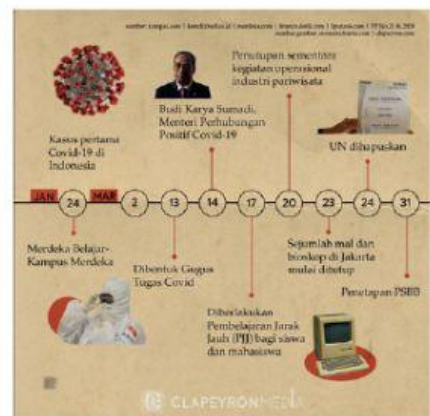 sumber: kompas.com |
Penutupan sementara
kegiatan operasional
industri pariwisata
Budi Karya Sumadi,
Menteri Perhubungan
Positif Covid-19
Kasus pertama
Covid-19 di
Indonesia
UN dihapuskan
JAN 24 MAR 2 13 14 17 20 23 24 31
Merdeka Belajar-
Kampus Merdeka
Dibentuk Gugus
Tugas Covid
Sejumlah mal dan
bioskop di Jakarta
mulai ditutup
Penetapan PSBB
Diberlakukan
Pembelajaran Jarak
Jauh (PJJ) bagi siswa
dan mahasiswa
CLAPEYRONMEDIA